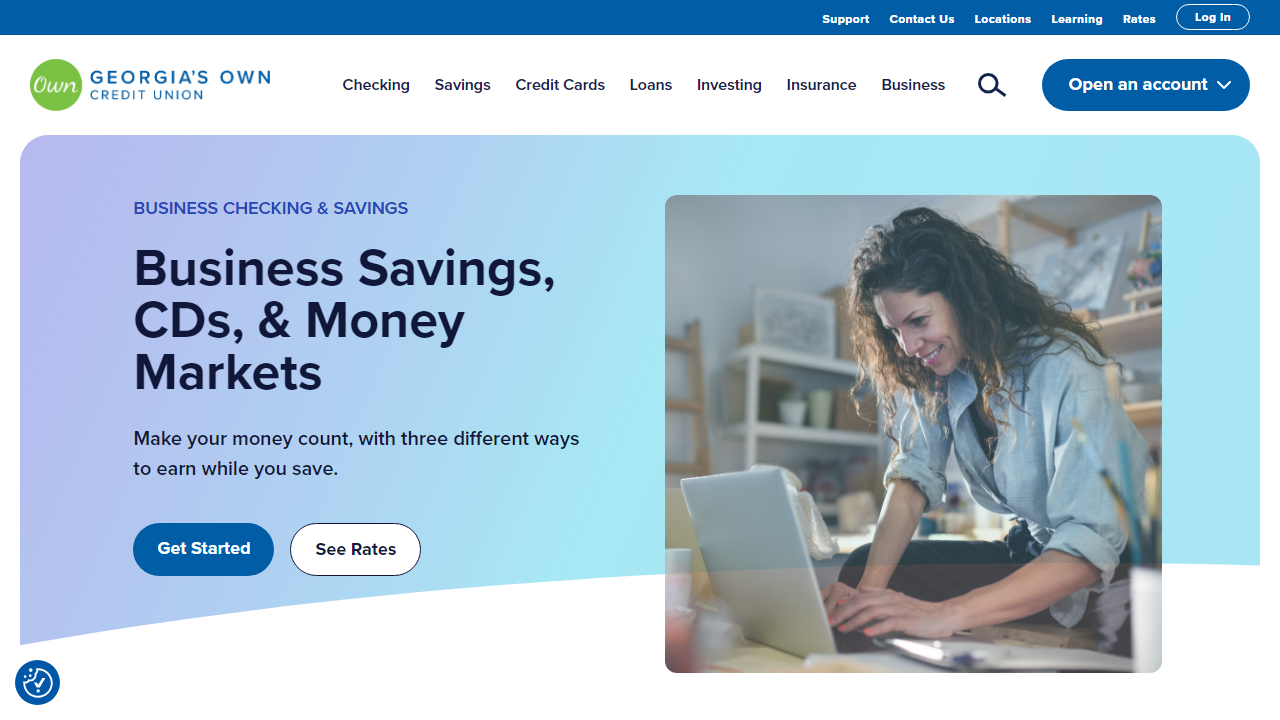 Support Contact Us Locations Learning Rates Log In
Own GEORGIA'S OWN
CREDIT UNION
Checking Savings Credit Cards Loans Investing Insurance Business Open an account
BUSINESS CHECKING & SAVINGS
Business Savings,
CDs, & Money
Markets
Make your money count, with three different ways
to earn while you save.
Get Started See Rates